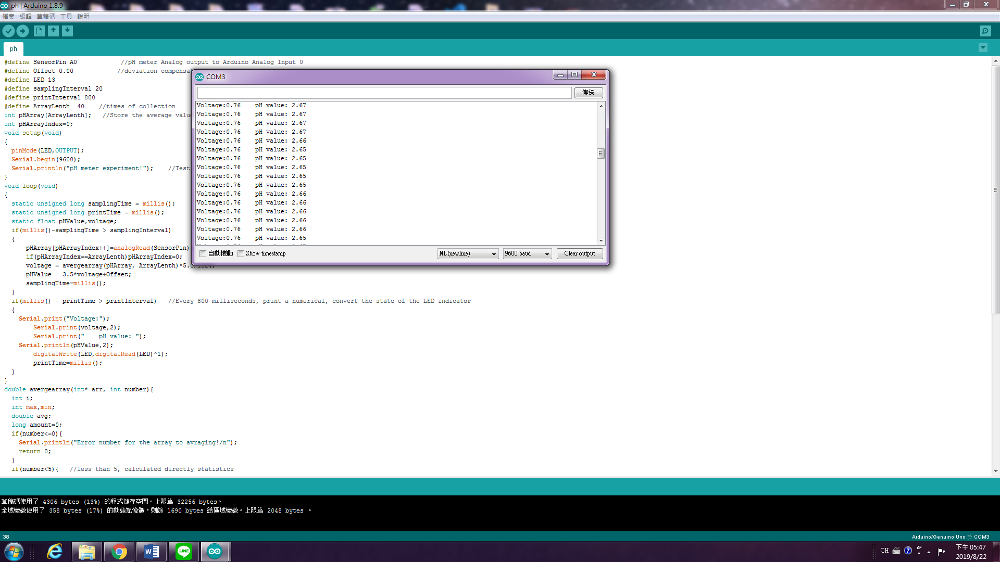 ph | Arduino 1.8.9
檔案 編輯 草稿碼 工具 說明
ph
#define SensorPin A0            //pH meter Analog output to Arduino Analog Input 0
#define Offset 0.00            //deviation compensat
#define LED 13
#define samplingInterval 20
#define printInterval 800
#define ArrayLenth  40    //times of collection
int pHArray[ArrayLenth];   //Store the average valu
int pHArrayIndex=0;
void setup(void)
{
  pinMode(LED,OUTPUT);
  Serial.begin(9600);
  Serial.println("pH meter experiment!");    //Test
}
void loop(void)
{
  static unsigned long samplingTime = millis();
  static unsigned long printTime = millis();
  static float pHValue,voltage;
  if(millis()-samplingTime > samplingInterval)
  {
      pHArray[pHArrayIndex++]=analogRead(SensorPin)
      if(pHArrayIndex==ArrayLenth)pHArrayIndex=0;
      voltage = avergearray(pHArray, ArrayLenth)*5.0/1024;
      pHValue = 3.5*voltage+Offset;
      samplingTime=millis();
  }
  if(millis() - printTime > printInterval)   //Every 800 milliseconds, print a numerical, convert the state of the LED indicator
  {
    Serial.print("Voltage:");
        Serial.print(voltage,2);
        Serial.print("    pH value: ");
    Serial.println(pHValue,2);
        digitalWrite(LED,digitalRead(LED)^1);
        printTime=millis();
  }
}
double avergearray(int* arr, int number){
  int i;
  int max,min;
  double avg;
  long amount=0;
  if(number<=0){
    Serial.println("Error number for the array to avraging!/n");
    return 0;
  }
  if(number<5){   //less than 5, calculated directly statistics
COM3
傳送
Voltage:0.76    pH value: 2.67
Voltage:0.76    pH value: 2.67
Voltage:0.76    pH value: 2.67
Voltage:0.76    pH value: 2.67
Voltage:0.76    pH value: 2.66
Voltage:0.76    pH value: 2.65
Voltage:0.76    pH value: 2.65
Voltage:0.76    pH value: 2.65
Voltage:0.76    pH value: 2.65
Voltage:0.76    pH value: 2.65
Voltage:0.76    pH value: 2.66
Voltage:0.76    pH value: 2.66
Voltage:0.76    pH value: 2.66
Voltage:0.76    pH value: 2.66
Voltage:0.76    pH value: 2.66
Voltage:0.76    pH value: 2.65
自動捲動 Show timestamp NL(newline) 9600 baud Clear output
草稿碼使用了 4306 bytes (13%) 的程式儲存空間。上限為 32256 bytes。
全域變數使用了 358 bytes (17%) 的動態記憶體，剩餘 1690 bytes 給區域變數。上限為 2048 bytes 。
38
Arduino/Genuino Uno 於 COM3
W
LINE
CH
下午 05:47
2019/8/22